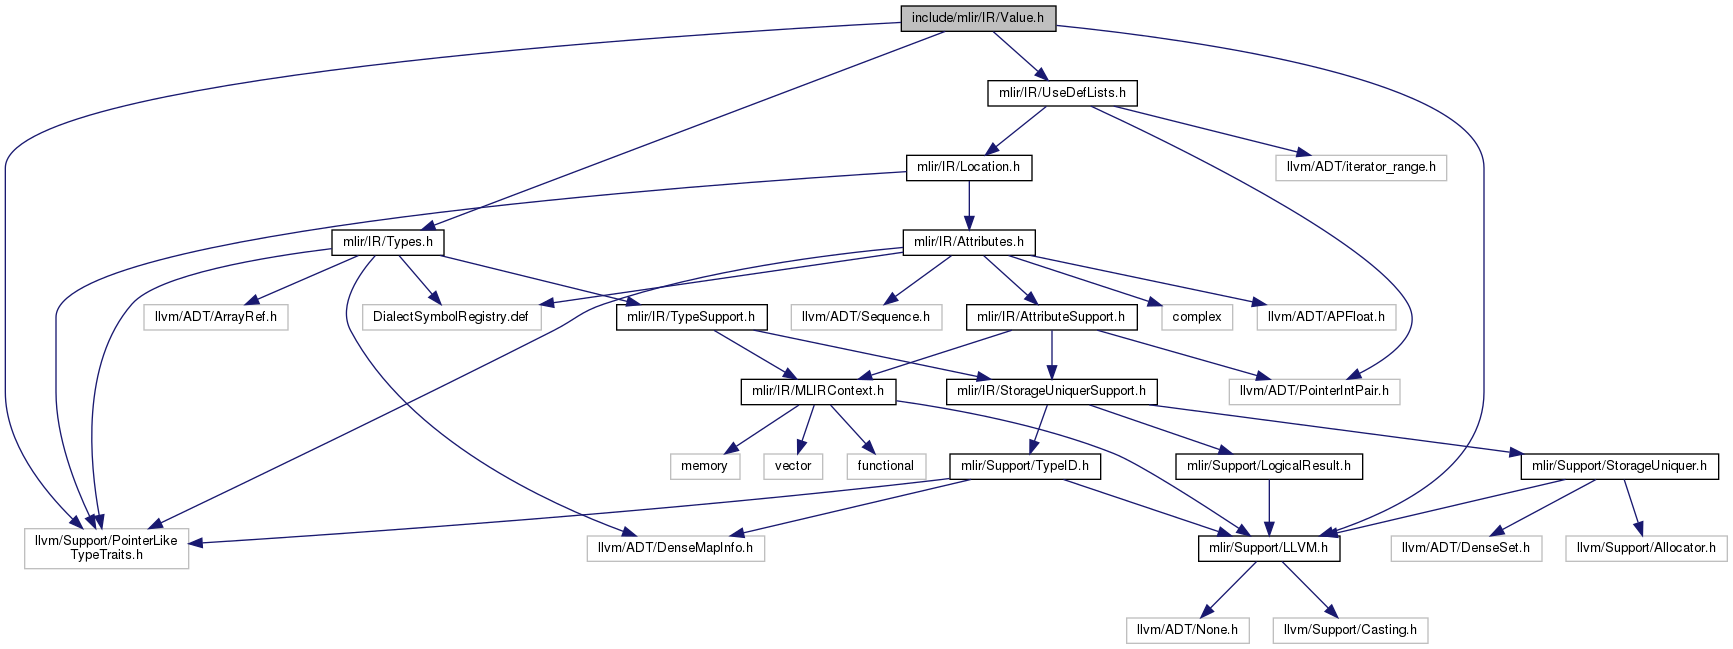 include/mlir/IR/Value.h
mlir/IR/UseDefLists.h
mlir/IR/Location.h
llvm/ADT/iterator_range.h
mlir/IR/Types.h
mlir/IR/Attributes.h
llvm/ADT/ArrayRef.h
DialectSymbolRegistry.def
mlir/IR/TypeSupport.h
llvm/ADT/Sequence.h
mlir/IR/AttributeSupport.h
complex
llvm/ADT/APFloat.h
mlir/IR/MLIRContext.h
mlir/IR/StorageUniquerSupport.h
llvm/ADT/PointerIntPair.h
memory
vector
functional
mlir/Support/TypeID.h
mlir/Support/LogicalResult.h
mlir/Support/StorageUniquer.h
llvm/Support/PointerLike
TypeTraits.h
llvm/ADT/DenseMapInfo.h
mlir/Support/LLVM.h
llvm/ADT/DenseSet.h
llvm/Support/Allocator.h
llvm/ADT/None.h
llvm/Support/Casting.h